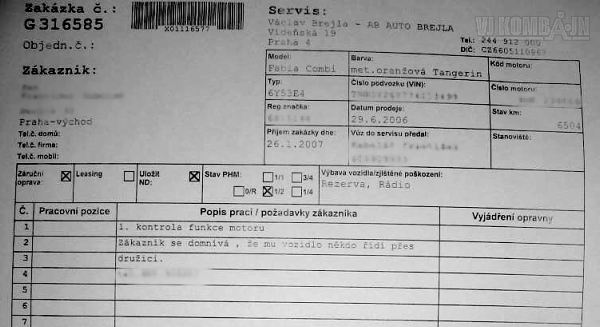 Zakázka č.:
G316585
X01116577
Objedn.č.:
Zákazník:
Praha-východ
Tel.č. domů:
Tel.č. firma:
Tel.č. mobil:
Servis:
Václav Brejla - AB AUTO BREJLA
Vídeňská 19
Praha 4
Tel.: 244 912 000
DIČ: CZ6605110967
VLKOMBAJN
Model: Barva: Kód motoru:
Fabia Combi met.oranžová Tangerin
Typ: Číslo podvozku (VIN): Číslo motoru:
6Y53E4
Reg značka: Datum prodeje: Stav km:
29.6.2006 6504
Příjem zakázky dne: Vůz do servisu předal: Stanoviště:
26.1.2007
Záruční oprava: Leasing Uložit ND: Stav PHM: 1/1 3/4 Výbava vozidla/zjištěné poškození:
0/R 1/2 1/4 Rezerva, Rádio
Č. Pracovní pozice Popis prací / požadavky zákazníka Vyjádření opravny
1 1. kontrola funkce motoru
2 Zákazník se domnívá , že mu vozidlo někdo řídí přes
3 družici.
4
5
6
7